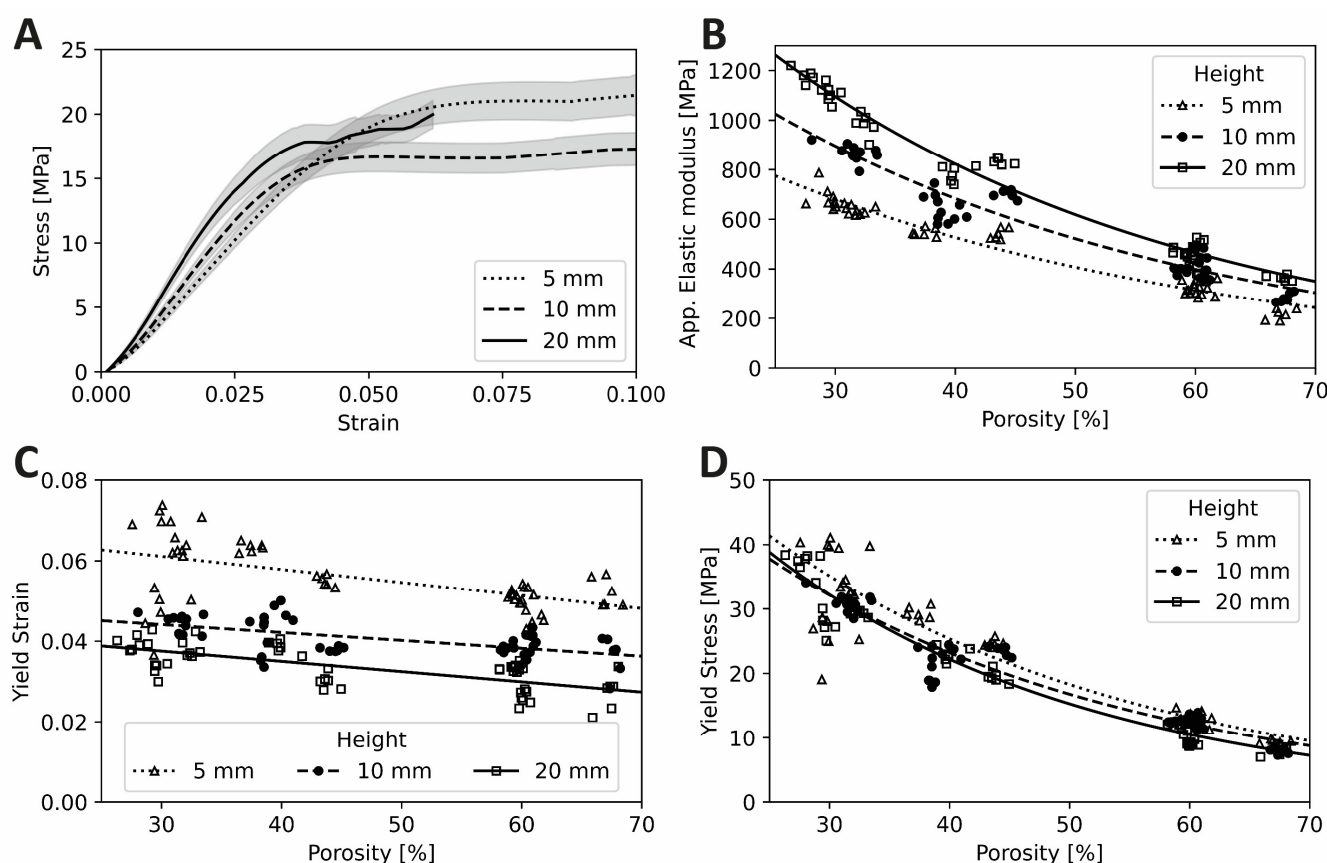 A
B
25
20
15
10
5
0
Stress [MPa]
0.000
0.025
0.050
0.075
0.100
Strain
5 mm
10 mm
20 mm
1200
1000
800
600
400
200
0
App. Elastic modulus [MPa]
30
40
50
60
70
Porosity [%]
Height
5 mm
10 mm
20 mm
C
D
0.08
0.06
0.04
0.02
0.00
Yield Strain
30
40
50
60
70
Porosity [%]
Height
5 mm
10 mm
20 mm
50
40
30
20
10
0
Yield Stress [MPa]
30
40
50
60
70
Porosity [%]
Height
5 mm
10 mm
20 mm